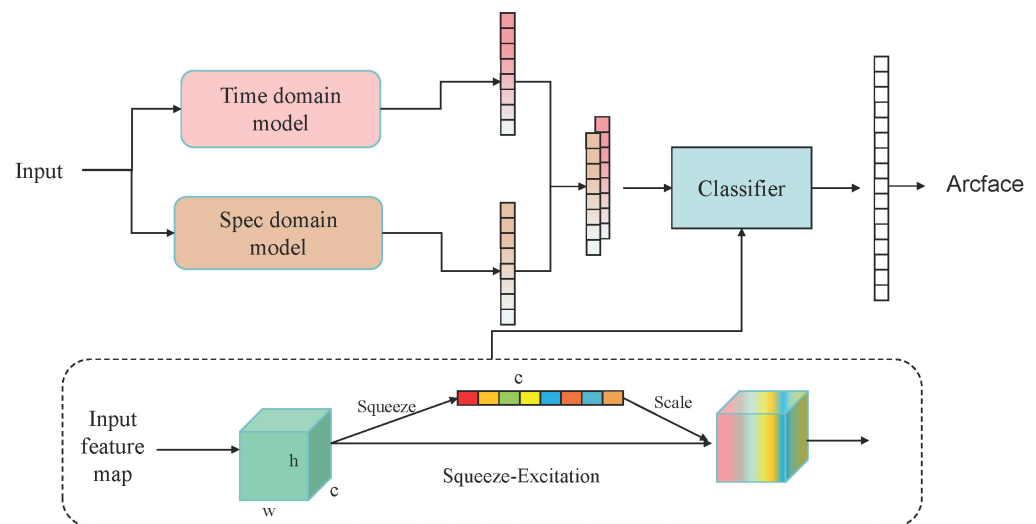 Time domain
model
Input
Spec domain
model
Classifier
Arcface
Input
feature
map
h
c
w
Squeeze
c
Scale
Squeeze-Excitation